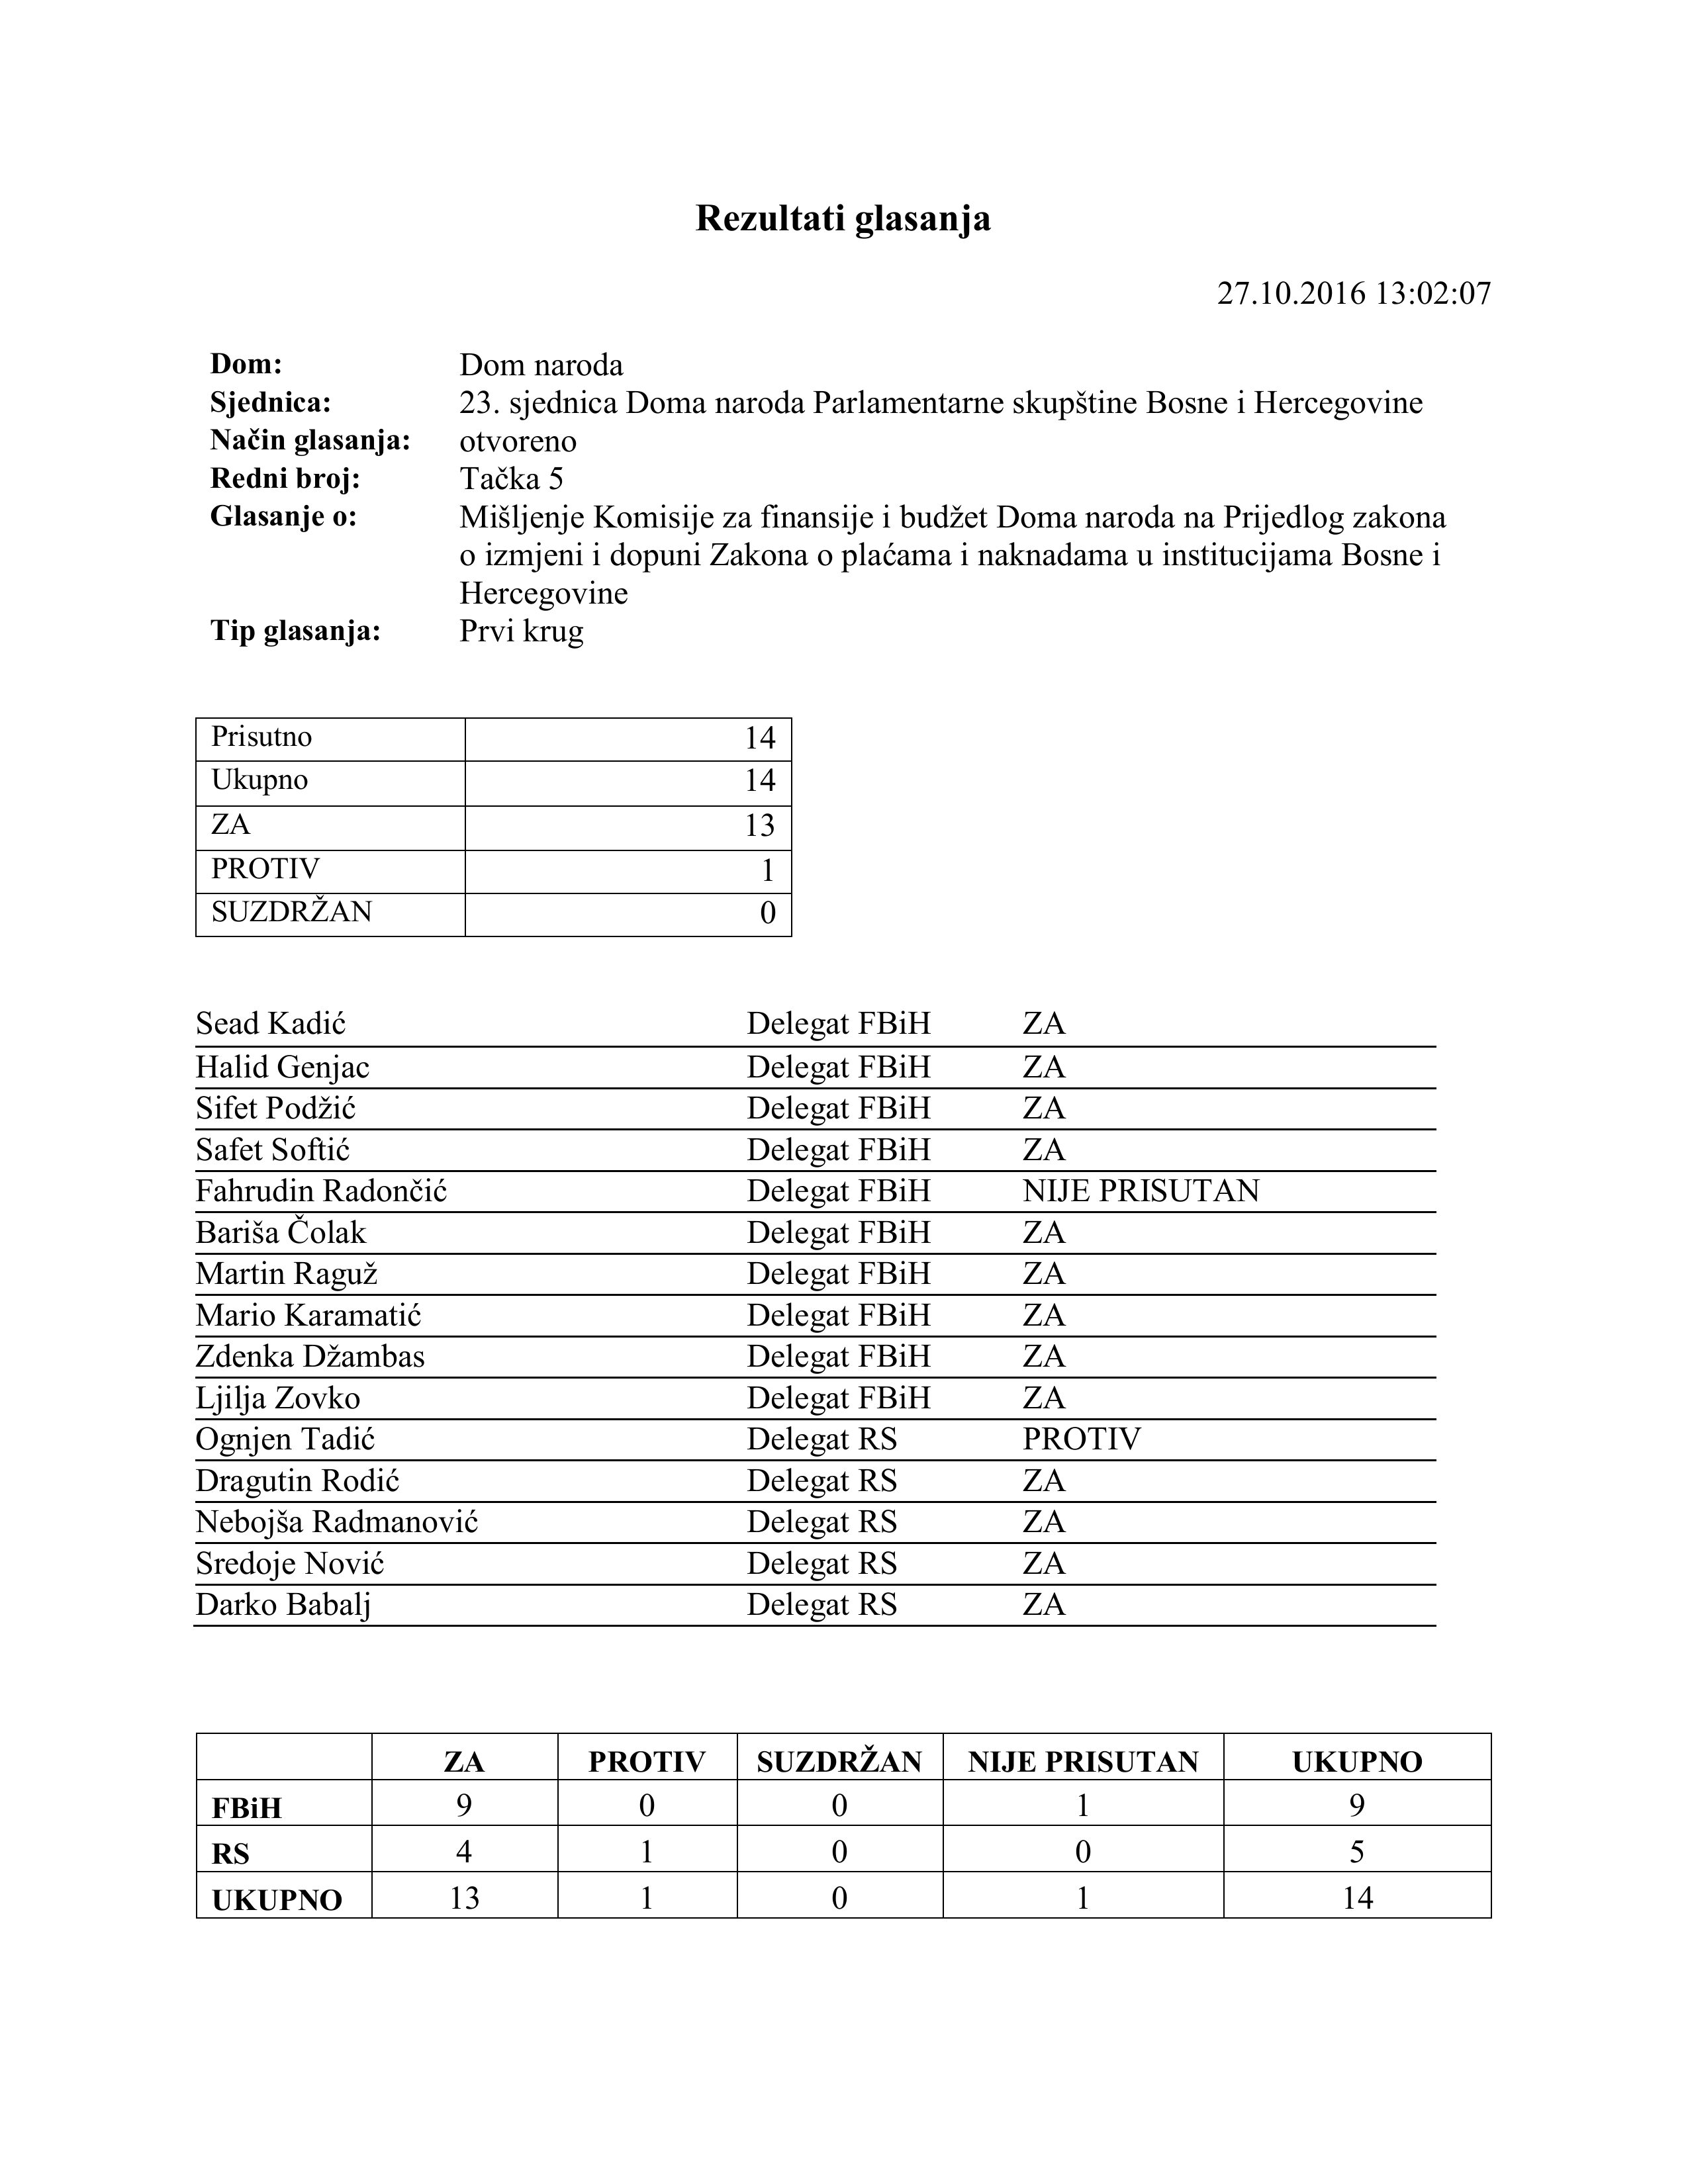 Rezultati glasanja
27.10.2016 13:02:07
Dom: Dom naroda
Sjednica: 23. sjednica Doma naroda Parlamentarne skupštine Bosne i Hercegovine
Način glasanja: otvoreno
Redni broj: Tačka 5
Glasanje o: Mišljenje Komisije za finansije i budžet Doma naroda na Prijedlog zakona
o izmjeni i dopuni Zakona o plaćama i naknadama u institucijama Bosne i
Hercegovine
Tip glasanja: Prvi krug
Prisutno 14
Ukupno 14
ZA 13
PROTIV 1
SUZDRŽAN 0
Sead Kadić Delegat FBiH ZA
Halid Genjac Delegat FBiH ZA
Sifet Podžić Delegat FBiH ZA
Safet Softić Delegat FBiH ZA
Fahrudin Radončić Delegat FBiH NIJE PRISUTAN
Bariša Čolak Delegat FBiH ZA
Martin Raguž Delegat FBiH ZA
Mario Karamatić Delegat FBiH ZA
Zdenka Džambas Delegat FBiH ZA
Ljilja Zovko Delegat FBiH ZA
Ognjen Tadić Delegat RS PROTIV
Dragutin Rodić Delegat RS ZA
Nebojša Radmanović Delegat RS ZA
Sredoje Nović Delegat RS ZA
Darko Babalj Delegat RS ZA
ZA PROTIV SUZDRŽAN NIJE PRISUTAN UKUPNO
FBiH 9 0 0 1 9
RS 4 1 0 0 5
UKUPNO 13 1 0 1 14